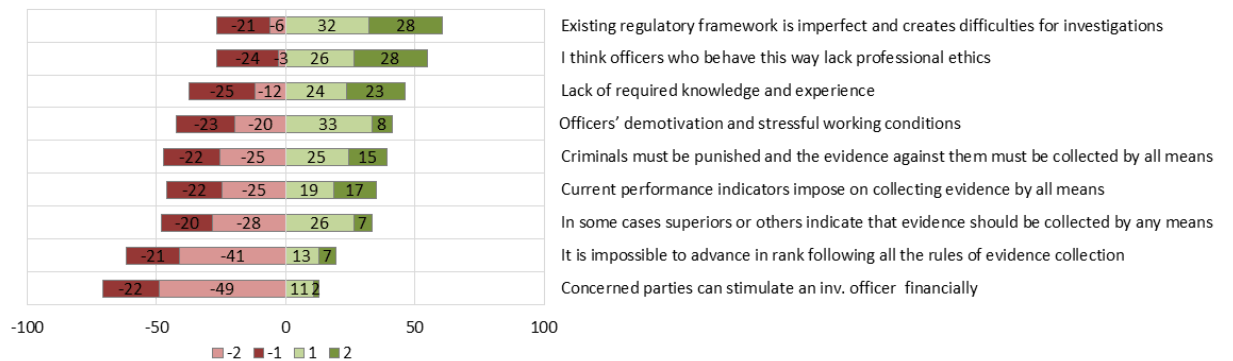 -21 -6 32 28 Existing regulatory framework is imperfect and creates difficulties for investigations
-24 -3 26 28 I think officers who behave this way lack professional ethics
-25 -12 24 23 Lack of required knowledge and experience
-23 -20 33 8 Officers’ demotivation and stressful working conditions
-22 -25 25 15 Criminals must be punished and the evidence against them must be collected by all means
-22 -25 19 17 Current performance indicators impose on collecting evidence by all means
-20 -28 26 7 In some cases superiors or others indicate that evidence should be collected by any means
-21 -41 13 7 It is impossible to advance in rank following all the rules of evidence collection
-22 -49 11 2 Concerned parties can stimulate an inv. officer financially
-100 -50 0 50 100
-2 -1 1 2